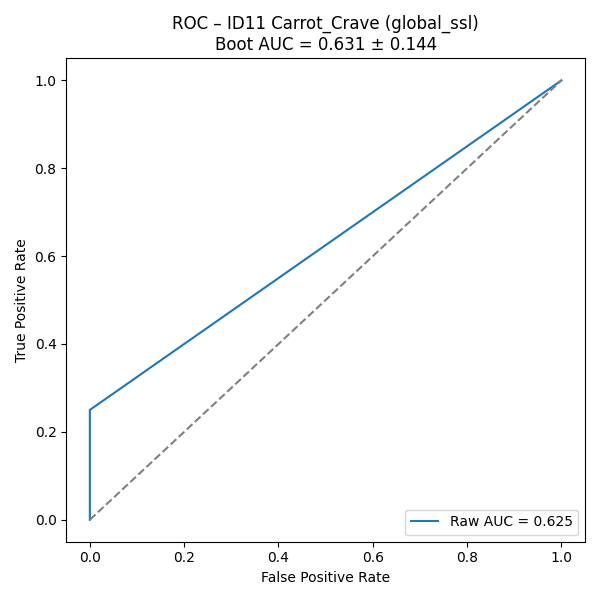 ROC – ID11 Carrot_Crave (global_ssl)
Boot AUC = 0.631 ± 0.144
1.0
0.8
0.6
0.4
0.2
0.0
True Positive Rate
Raw AUC = 0.625
0.0 0.2 0.4 0.6 0.8 1.0
False Positive Rate